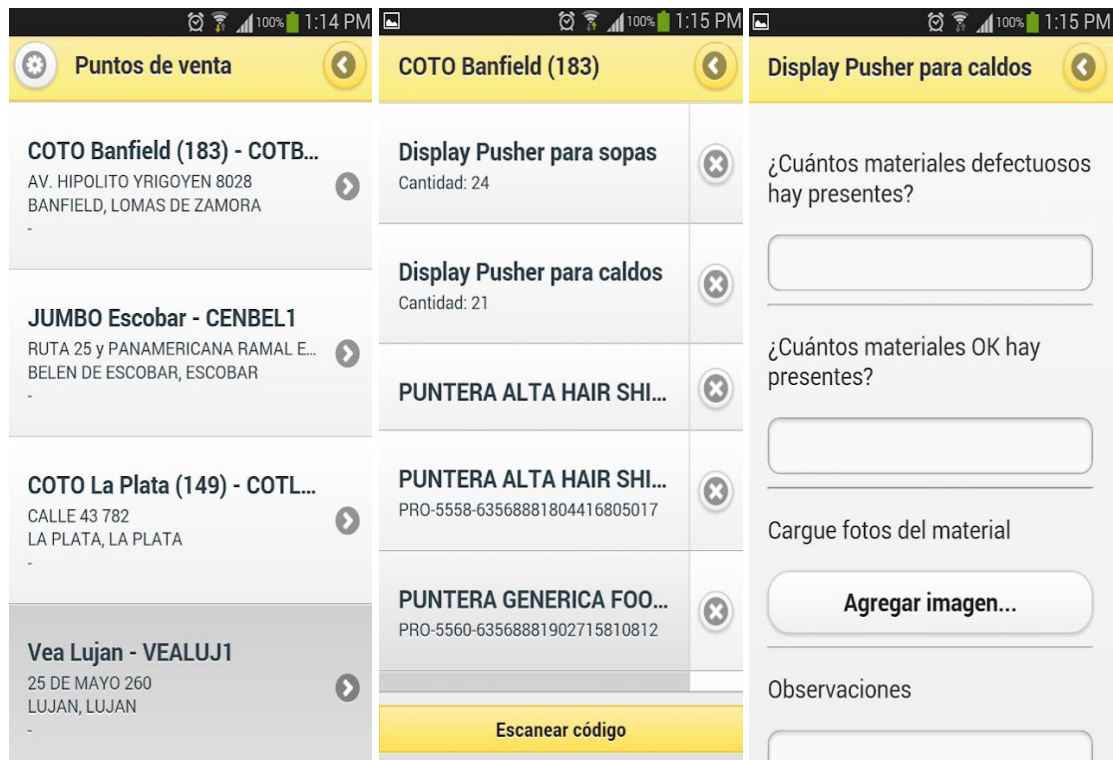 100% 1:14 PM
Puntos de venta
COTO Banfield (183) - COTB...
AV. HIPOLITO YRIGOYEN 8028
BANFIELD, LOMAS DE ZAMORA
-
JUMBO Escobar - CENBEL1
RUTA 25 y PANAMERICANA RAMAL E...
BELEN DE ESCOBAR, ESCOBAR
-
COTO La Plata (149) - COTL...
CALLE 43 782
LA PLATA, LA PLATA
-
Vea Lujan - VEALUJ1
25 DE MAYO 260
LUJAN, LUJAN
-
100% 1:15 PM
COTO Banfield (183)
Display Pusher para sopas
Cantidad: 24
Display Pusher para caldos
Cantidad: 21
PUNTERA ALTA HAIR SHI...
PUNTERA ALTA HAIR SHI...
PRO-5558-63568881804416805017
PUNTERA GENERICA FOO...
PRO-5560-63568881902715810812
Escanear código
100% 1:15 PM
Display Pusher para caldos
¿Cuántos materiales defectuosos
hay presentes?
¿Cuántos materiales OK hay
presentes?
Cargue fotos del material
Agregar imagen...
Observaciones